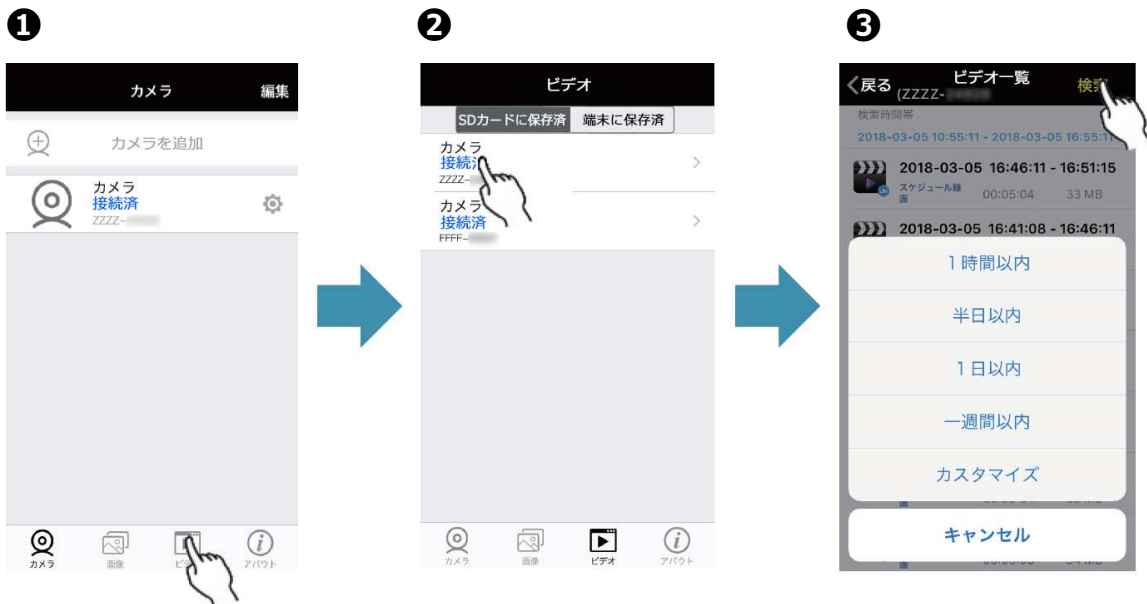 ❶
カメラ 編集
カメラを追加
カメラ
接続済
ZZZZ-
カメラ 画像 アバウト
❷
ビデオ
SDカードに保存済 端末に保存済
カメラ
接続済
ZZZZ-
カメラ
接続済
FFFF-
カメラ 画像 ビデオ アバウト
❸
戻る ビデオ一覧 検索
(ZZZZ-
検索時間帯
2018-03-05 10:55:11 - 2018-03-05 16:55:11
2018-03-05 16:46:11 - 16:51:15
スケジュール録画 00:05:04 33 MB
2018-03-05 16:41:08 - 16:46:11
1時間以内
半日以内
1日以内
一週間以内
カスタマイズ
キャンセル